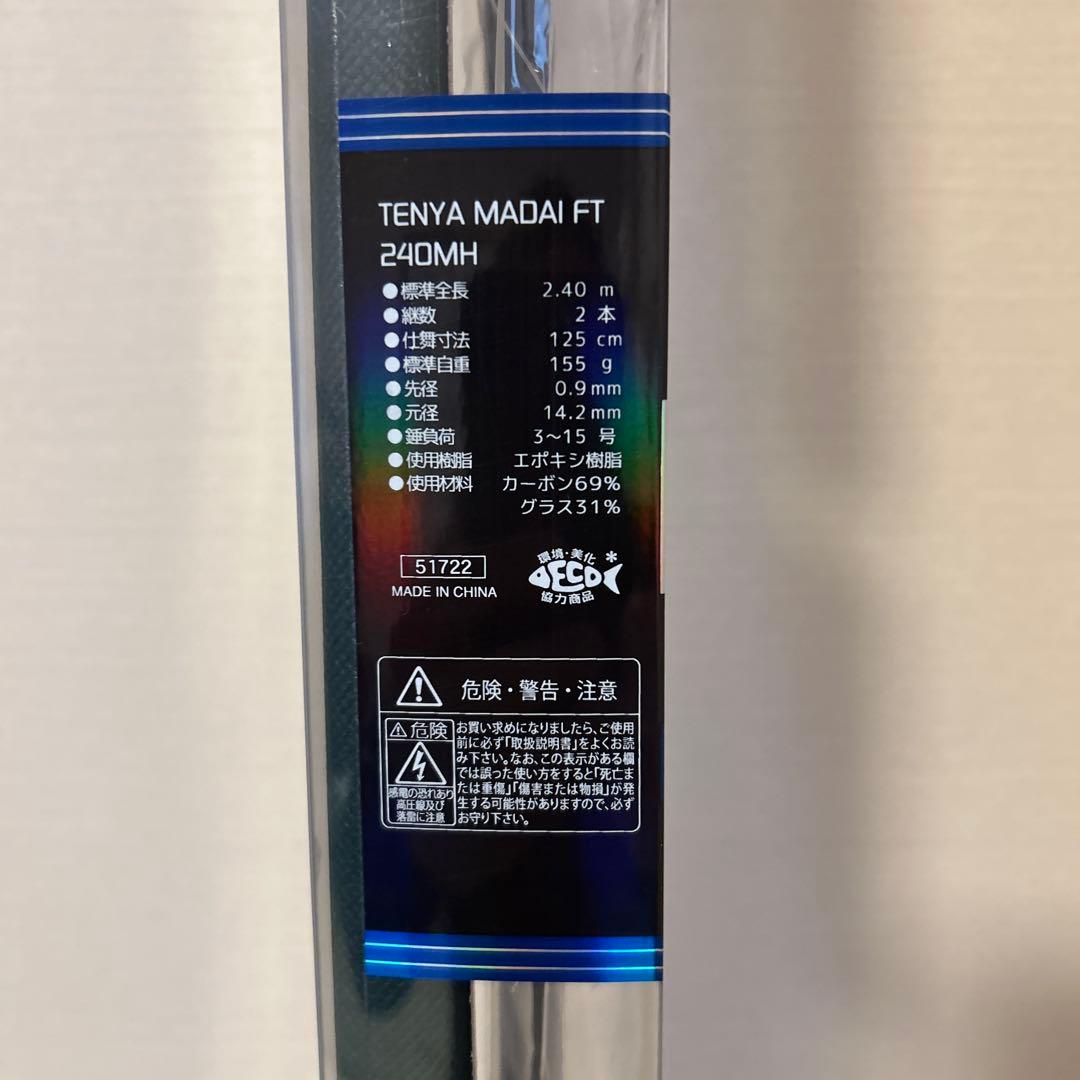 TENYA MADAI FT
240MH
●標準全長 2.40 m
●継数 2 本
●仕舞寸法 125 cm
●標準自重 155 g
●先径 0.9mm
●元径 14.2mm
●錘負荷 3～15 号
●使用樹脂 エポキシ樹脂
●使用材料 カーボン69%
グラス31%
51722
MADE IN CHINA
環境・美化
ECO
協力商品
危険・警告・注意
危険
感電の恐れあり
高圧線及び
落雷に注意
お買い求めになりましたら、ご使用
前に必ず「取扱説明書」をよくお読
み下さい。なお、この表示がある欄
では誤った使い方をすると「死亡ま
たは重傷」「傷害または物損」が発
生する可能性がありますので、必ず
お守り下さい。